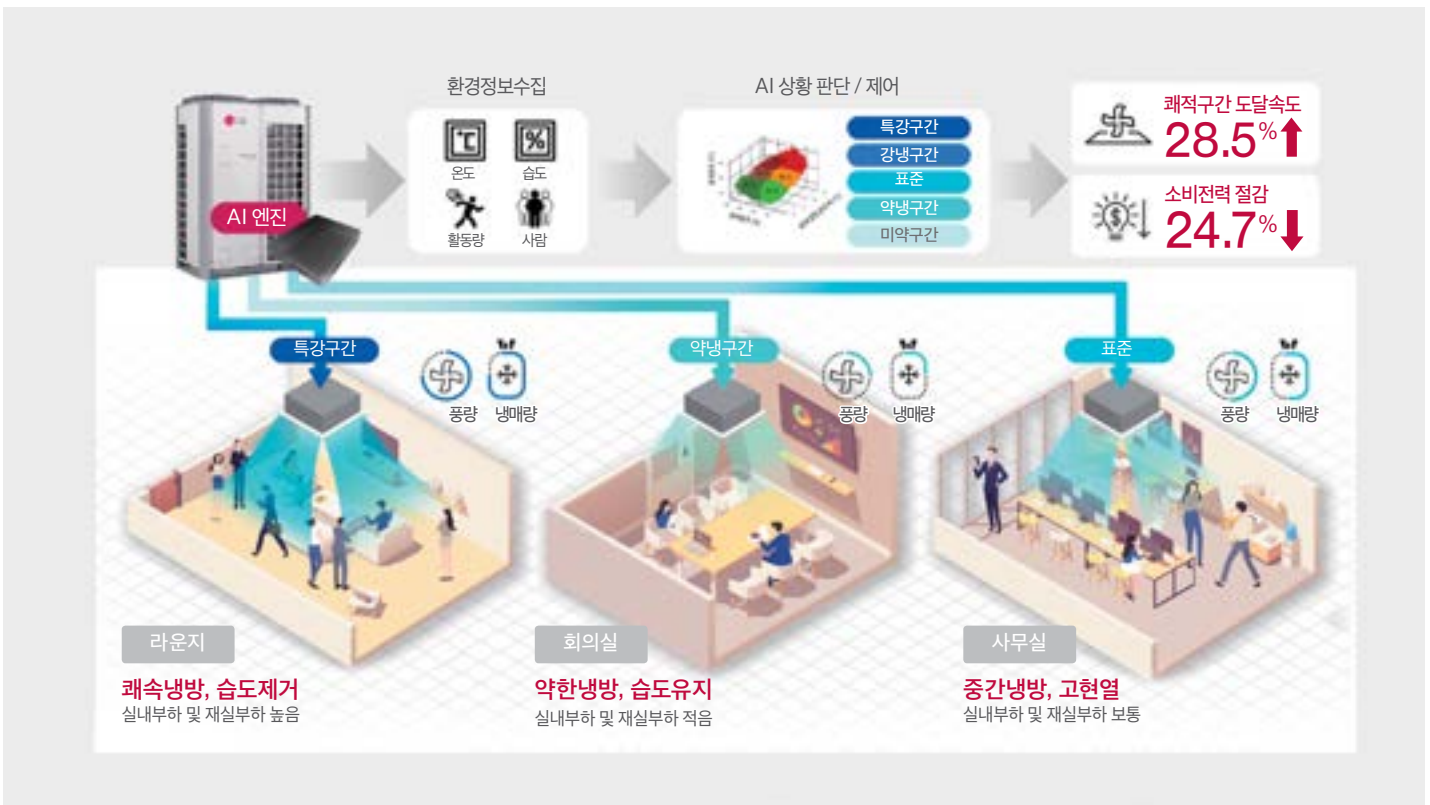 환경정보수집
AI 상황 판단 / 제어
AI 엔진
℃
온도
%
습도
활동량
사람
특강구간
강냉구간
표준
약냉구간
미약구간
쾌적구간 도달속도
28.5%
소비전력 절감
24.7%
특강구간
풍량
냉매량
약냉구간
풍량
냉매량
표준
풍량
냉매량
라운지
쾌속냉방, 습도제거
실내부하 및 재실부하 높음
회의실
약한냉방, 습도유지
실내부하 및 재실부하 적음
사무실
중간냉방, 고현열
실내부하 및 재실부하 보통